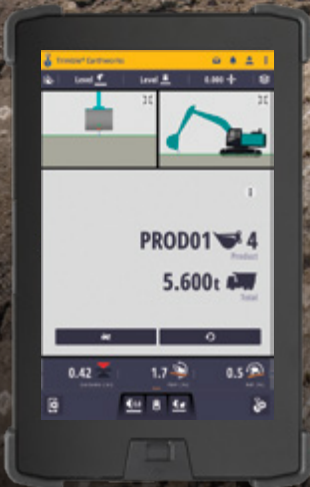 Trimble® Earthworks
Level Level 0.000
PROD01 4
Product
5.600t
Total
0.42 1.7 0.5